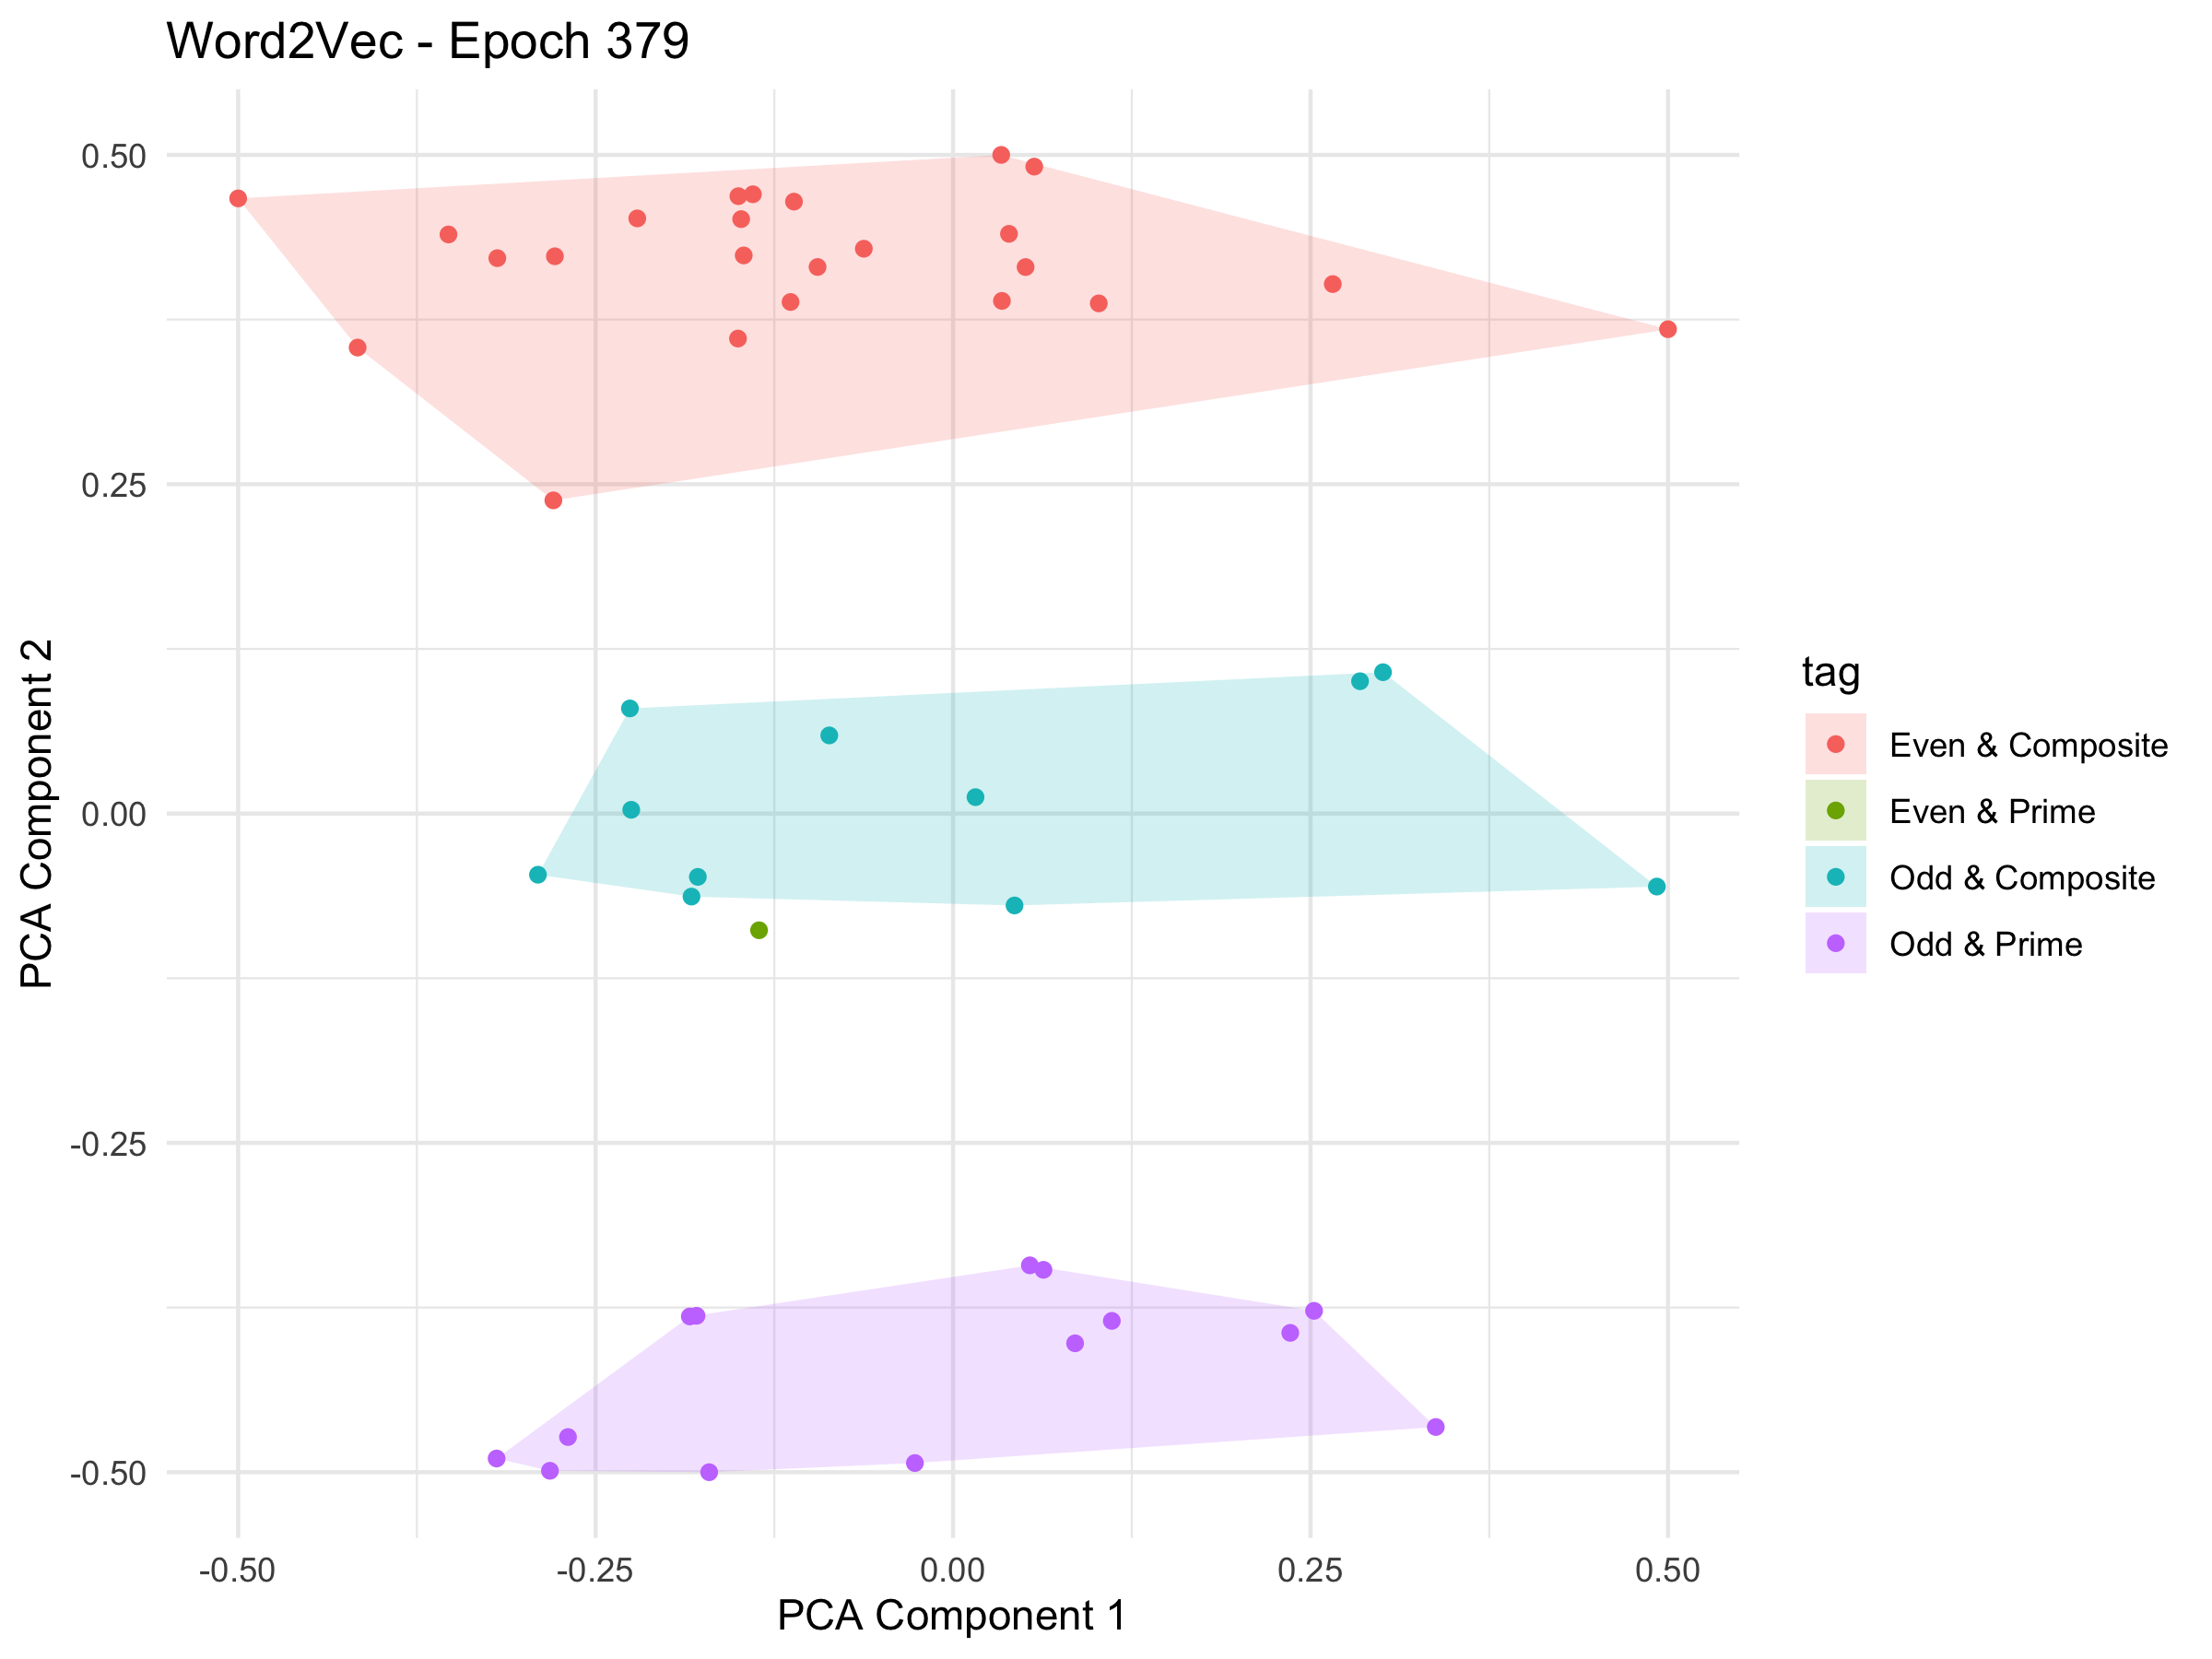 Word2Vec - Epoch 379
0.50
0.25
0.00
-0.25
-0.50
PCA Component 2
-0.50
-0.25
0.00
0.25
0.50
PCA Component 1
tag
Even & Composite
Even & Prime
Odd & Composite
Odd & Prime